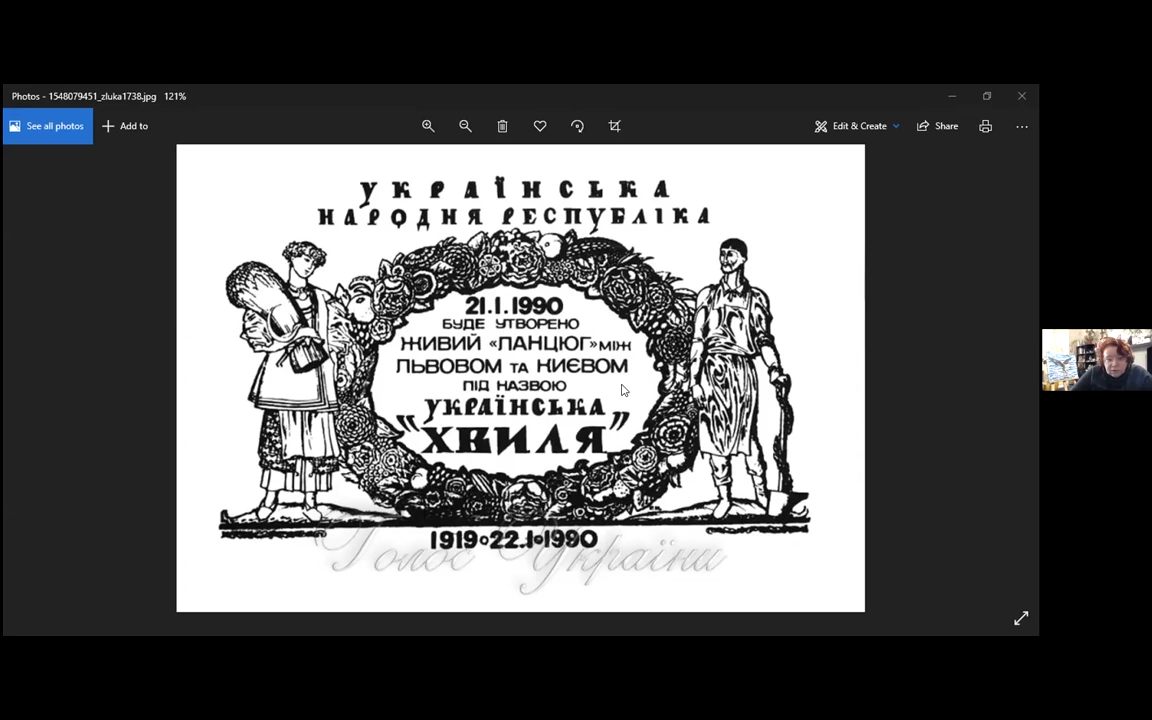 Photos - 1548079451_zluka1738.jpg 121%
See all photos
Add to
Edit & Create
Share
УКРАЇНСЬКА
НАРОДНЯ РЕСПУБЛІКА
21.I.1990
БУДЕ УТВОРЕНО
ЖИВИЙ «ЛАНЦЮГ» МІЖ
ЛЬВОВОМ ТА КИЄВОМ
ПІД НАЗВОЮ
УКРАЇНСЬКА
"ХВИЛЯ"
1919 ∘ 22.I ∘ 1990
Голос України